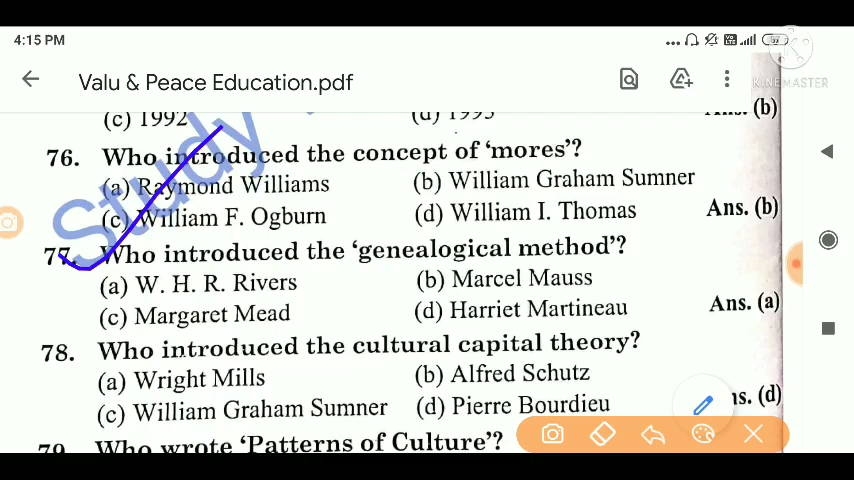 4:15 PM
Valu & Peace Education.pdf
KINEMASTER
(c) 1992 (d) 1995 Ans. (b)
76. Who introduced the concept of ‘mores’?
(a) Raymond Williams (b) William Graham Sumner
(c) William F. Ogburn (d) William I. Thomas Ans. (b)
Study
77. Who introduced the ‘genealogical method’?
(a) W. H. R. Rivers (b) Marcel Mauss
(c) Margaret Mead (d) Harriet Martineau Ans. (a)
78. Who introduced the cultural capital theory?
(a) Wright Mills (b) Alfred Schutz
(c) William Graham Sumner (d) Pierre Bourdieu ns. (d)
79. Who wrote ‘Patterns of Culture’?